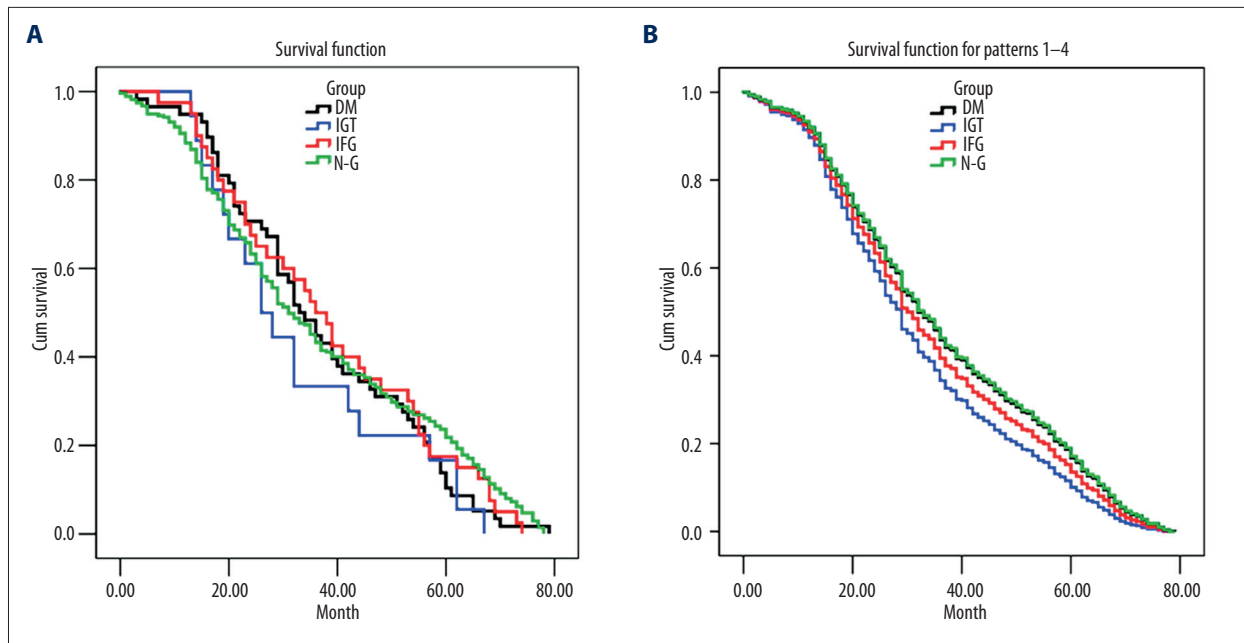 A
Survival function
Group
DM
IGT
IFG
N-G
Cum survival
1.0
0.8
0.6
0.4
0.2
0.0
0.00 20.00 40.00 60.00 80.00
Month
B
Survival function for patterns 1–4
Group
DM
IGT
IFG
N-G
Cum survival
1.0
0.8
0.6
0.4
0.2
0.0
0.00 20.00 40.00 60.00 80.00
Month